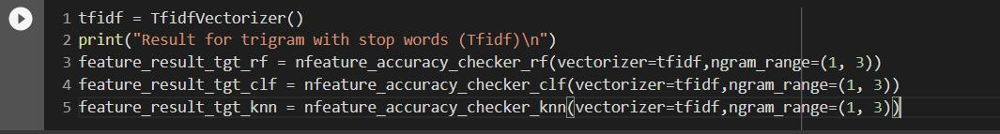 1 tfidf = TfidfVectorizer()
2 print("Result for trigram with stop words (Tfidf)\n")
3 feature_result_tgt_rf = nfeature_accuracy_checker_rf(vectorizer=tfidf,ngram_range=(1, 3))
4 feature_result_tgt_clf = nfeature_accuracy_checker_clf(vectorizer=tfidf,ngram_range=(1, 3))
5 feature_result_tgt_knn = nfeature_accuracy_checker_knn(vectorizer=tfidf,ngram_range=(1, 3))